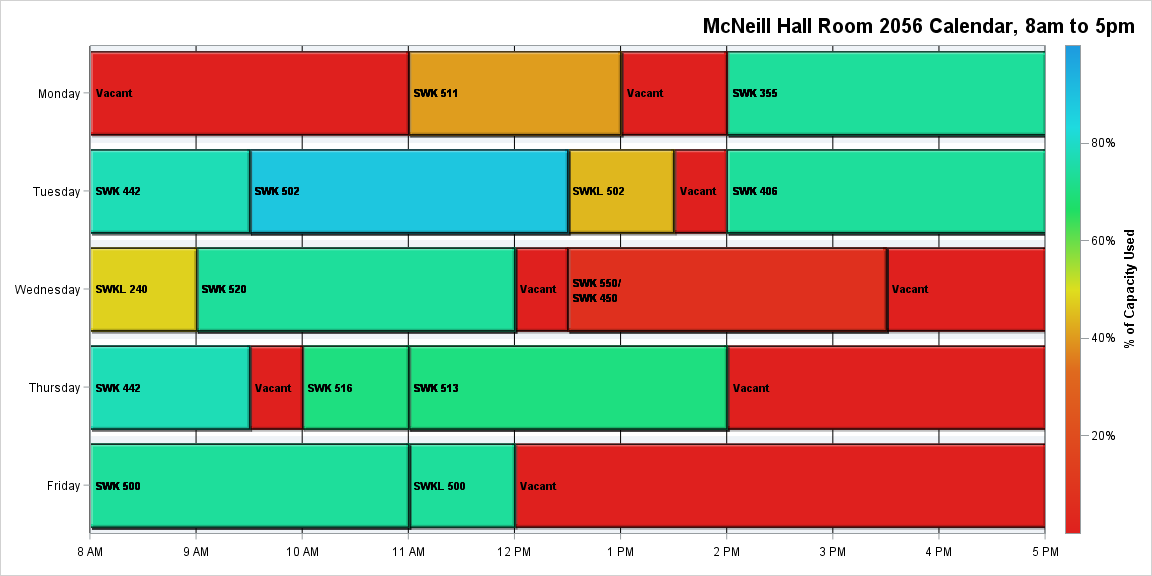 McNeill Hall Room 2056 Calendar, 8am to 5pm
Monday
Vacant
SWK 511
Vacant
SWK 355
Tuesday
SWK 442
SWK 502
SWKL 502
Vacant
SWK 406
Wednesday
SWKL 240
SWK 520
Vacant
SWK 550/
SWK 450
Vacant
Thursday
SWK 442
Vacant
SWK 516
SWK 513
Vacant
Friday
SWK 500
SWKL 500
Vacant
8 AM
9 AM
10 AM
11 AM
12 PM
1 PM
2 PM
3 PM
4 PM
5 PM
80%
60%
40%
20%
% of Capacity Used